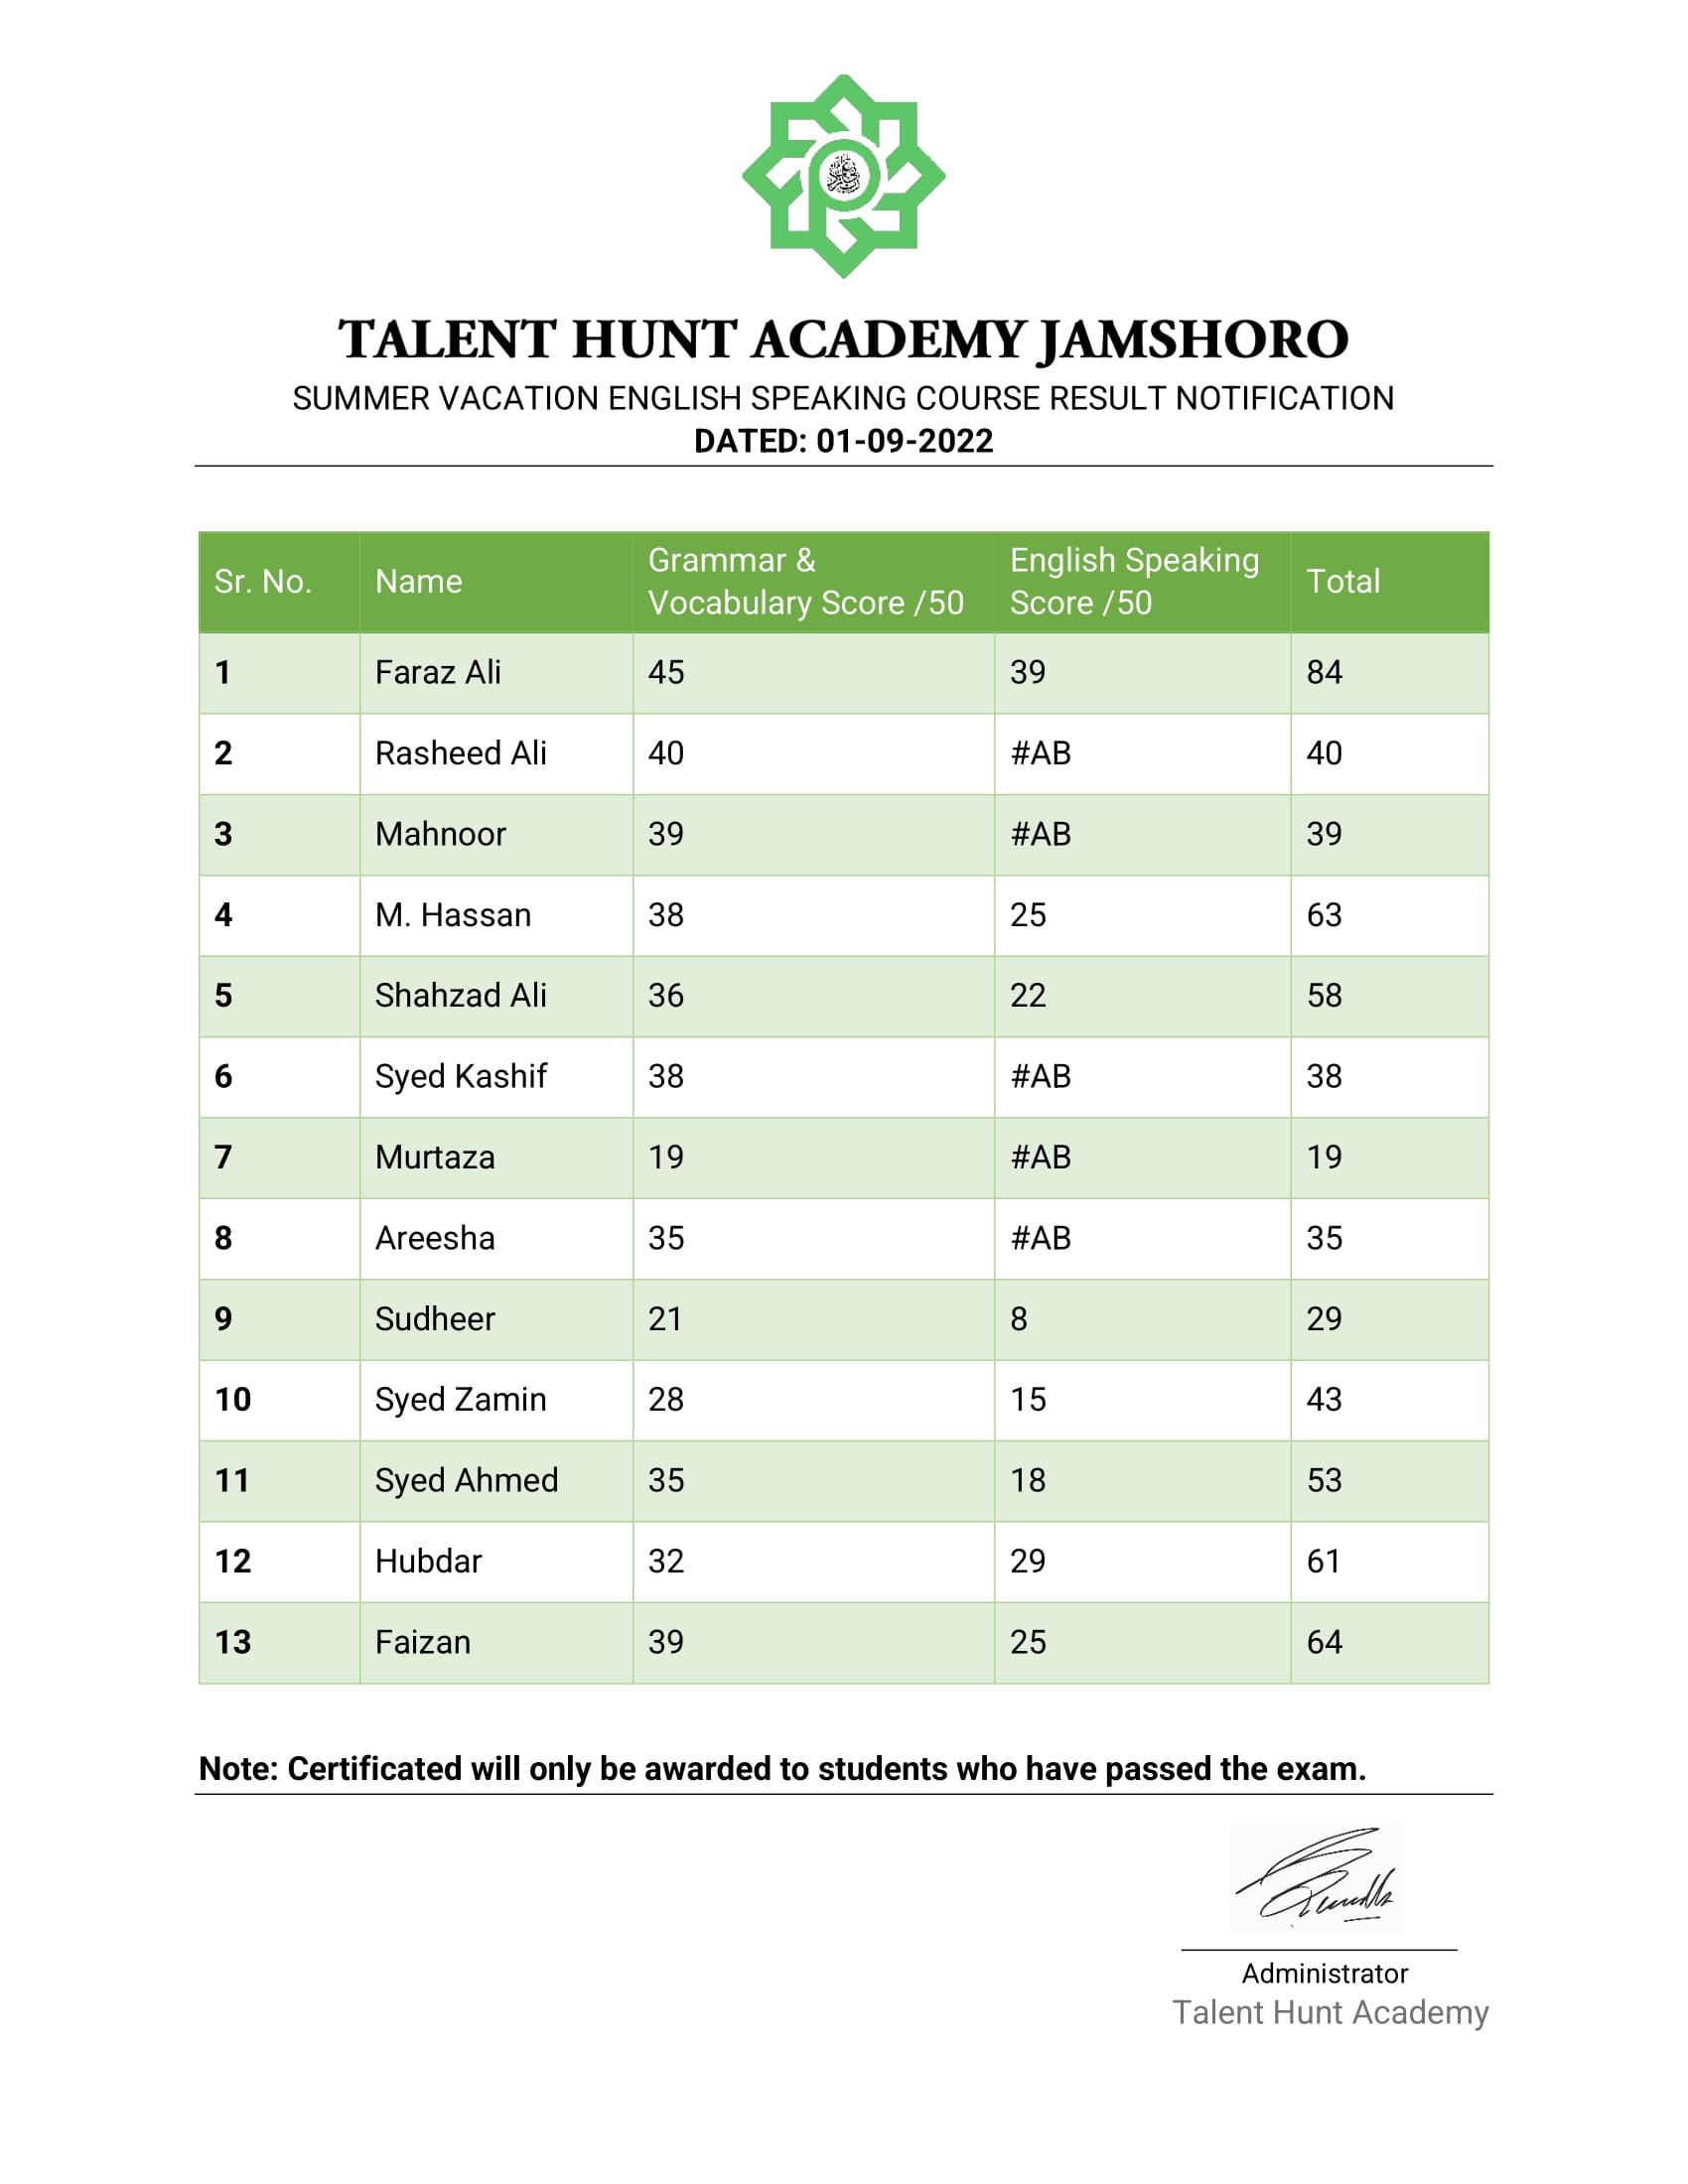 TALENT HUNT ACADEMY JAMSHORO
SUMMER VACATION ENGLISH SPEAKING COURSE RESULT NOTIFICATION
DATED: 01-09-2022
Sr. No. Name Grammar & Vocabulary Score /50 English Speaking Score /50 Total
1 Faraz Ali 45 39 84
2 Rasheed Ali 40 #AB 40
3 Mahnoor 39 #AB 39
4 M. Hassan 38 25 63
5 Shahzad Ali 36 22 58
6 Syed Kashif 38 #AB 38
7 Murtaza 19 #AB 19
8 Areesha 35 #AB 35
9 Sudheer 21 8 29
10 Syed Zamin 28 15 43
11 Syed Ahmed 35 18 53
12 Hubdar 32 29 61
13 Faizan 39 25 64
Note: Certificated will only be awarded to students who have passed the exam.
Administrator
Talent Hunt Academy